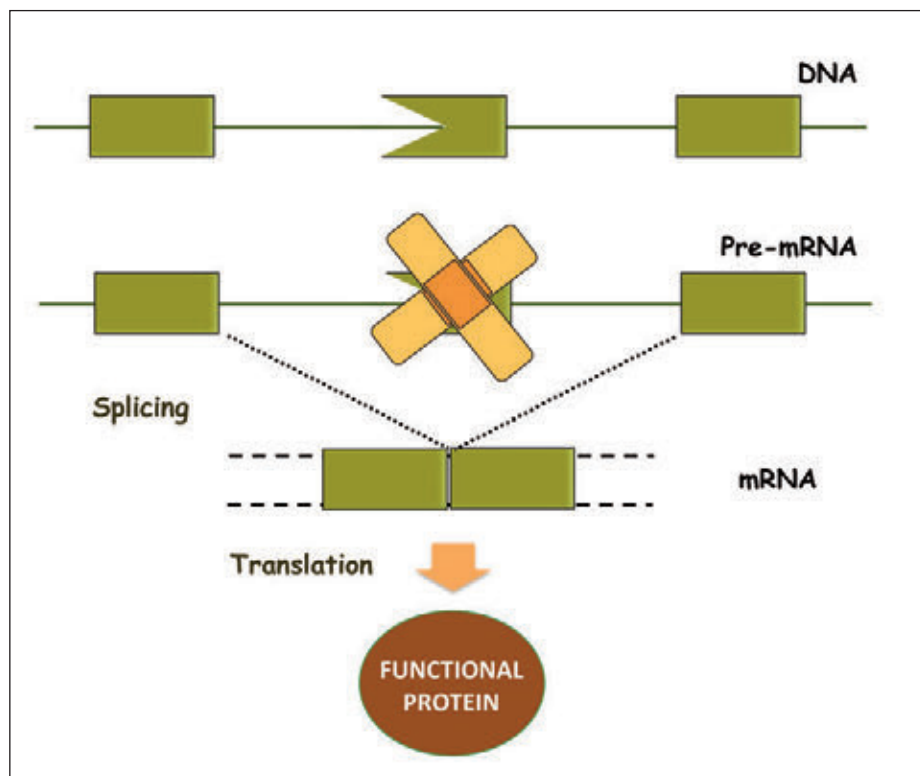 DNA
Pre-mRNA
Splicing
mRNA
Translation
FUNCTIONAL
PROTEIN